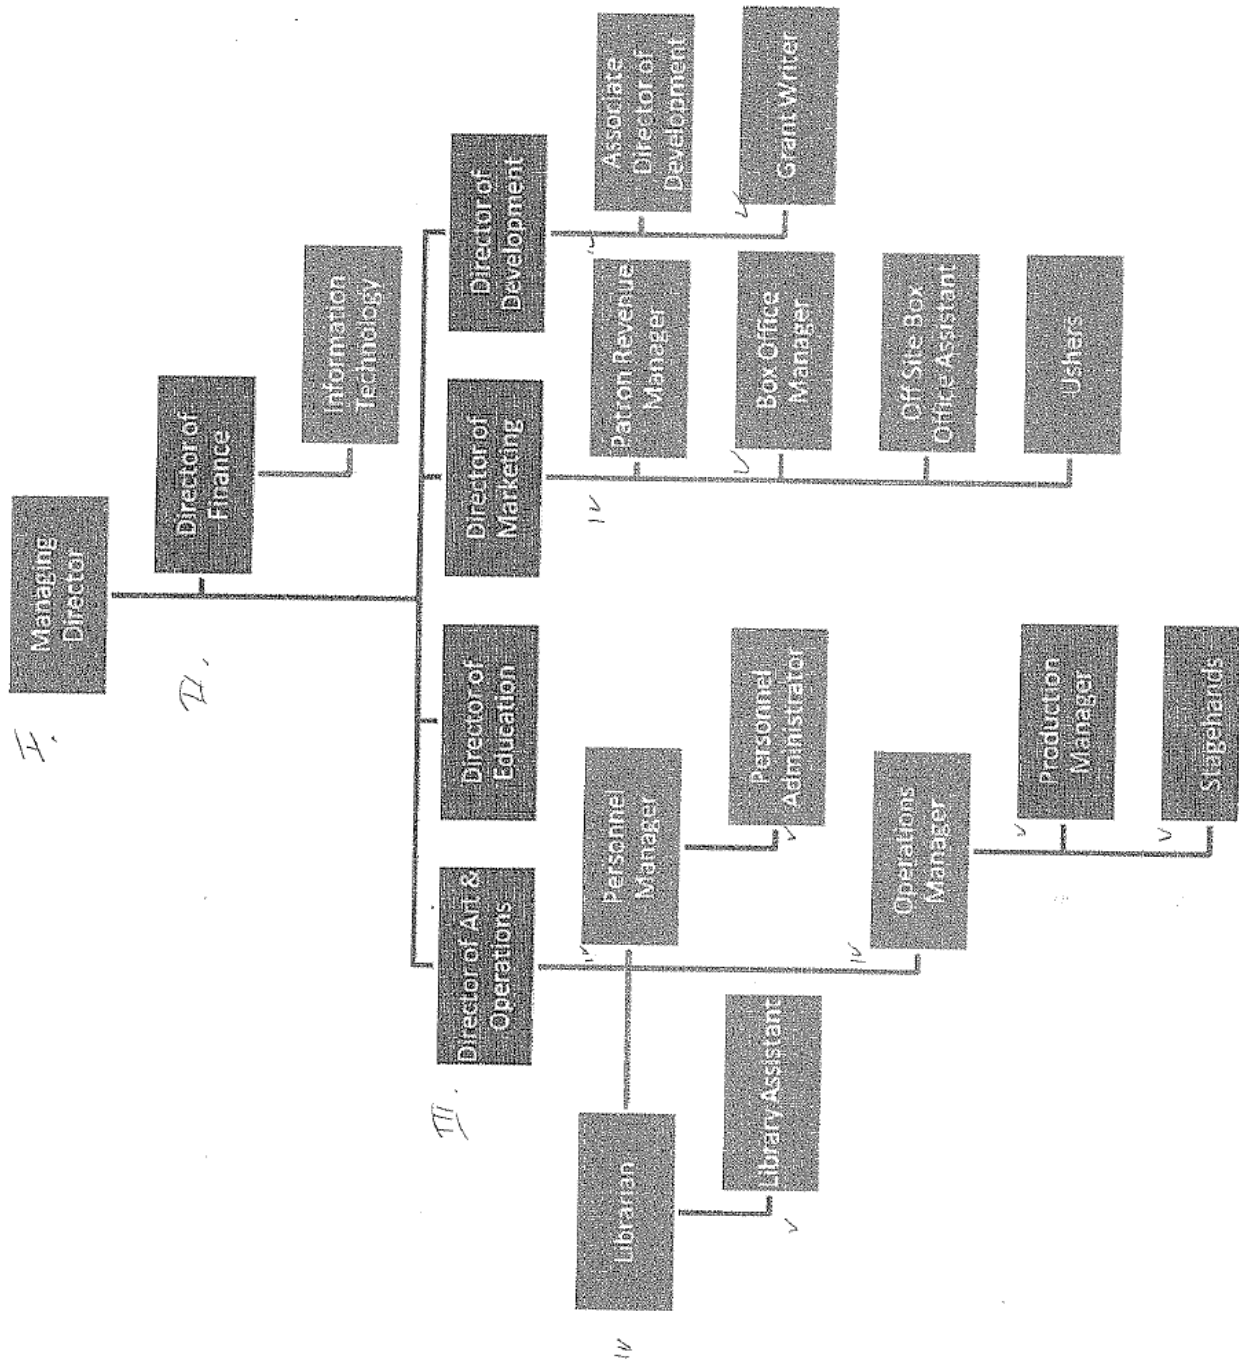 I.
Managing
Director
II.
Director of
Finance
Information
Technology
III.
Director of Art &
Operations
Director of
Education
Director of
Marketing
Director of
Development
IV
Librarian
IV
Personnel
Manager
IV
Patron Revenue
Manager
IV
Associate
Director of
Development
V
Library Assistant
V
Personnel
Administrator
V
Box Office
Manager
Grant Writer
IV
Operations
Manager
Off Site Box
Office Assistant
V
Production
Manager
Ushers
V
Stagehands